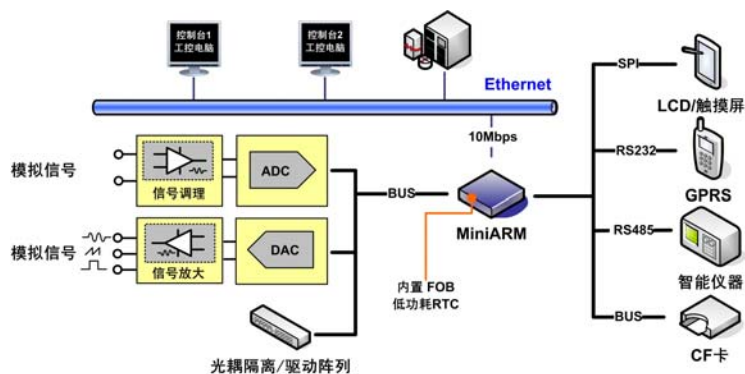 控制台1
工控电脑
控制台2
工控电脑
Ethernet
10Mbps
模拟信号
信号调理
ADC
模拟信号
信号放大
DAC
BUS
光耦隔离/驱动阵列
MiniARM
内置 FOB
低功耗RTC
SPI
LCD/触摸屏
RS232
GPRS
RS485
智能仪器
BUS
CF卡